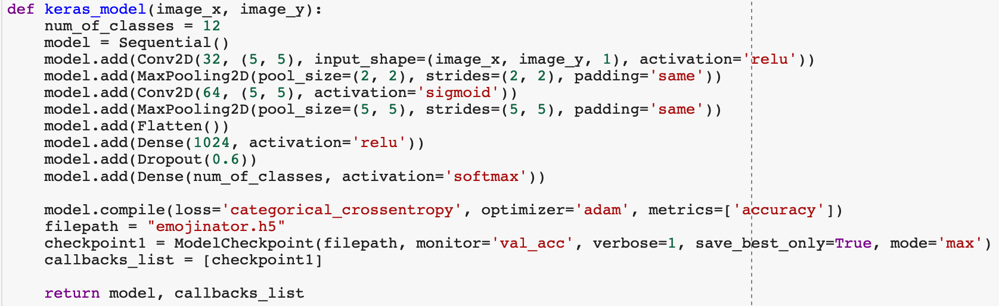 def keras_model(image_x, image_y):
    num_of_classes = 12
    model = Sequential()
    model.add(Conv2D(32, (5, 5), input_shape=(image_x, image_y, 1), activation='relu'))
    model.add(MaxPooling2D(pool_size=(2, 2), strides=(2, 2), padding='same'))
    model.add(Conv2D(64, (5, 5), activation='sigmoid'))
    model.add(MaxPooling2D(pool_size=(5, 5), strides=(5, 5), padding='same'))
    model.add(Flatten())
    model.add(Dense(1024, activation='relu'))
    model.add(Dropout(0.6))
    model.add(Dense(num_of_classes, activation='softmax'))

    model.compile(loss='categorical_crossentropy', optimizer='adam', metrics=['accuracy'])
    filepath = "emojinator.h5"
    checkpoint1 = ModelCheckpoint(filepath, monitor='val_acc', verbose=1, save_best_only=True, mode='max')
    callbacks_list = [checkpoint1]

    return model, callbacks_list